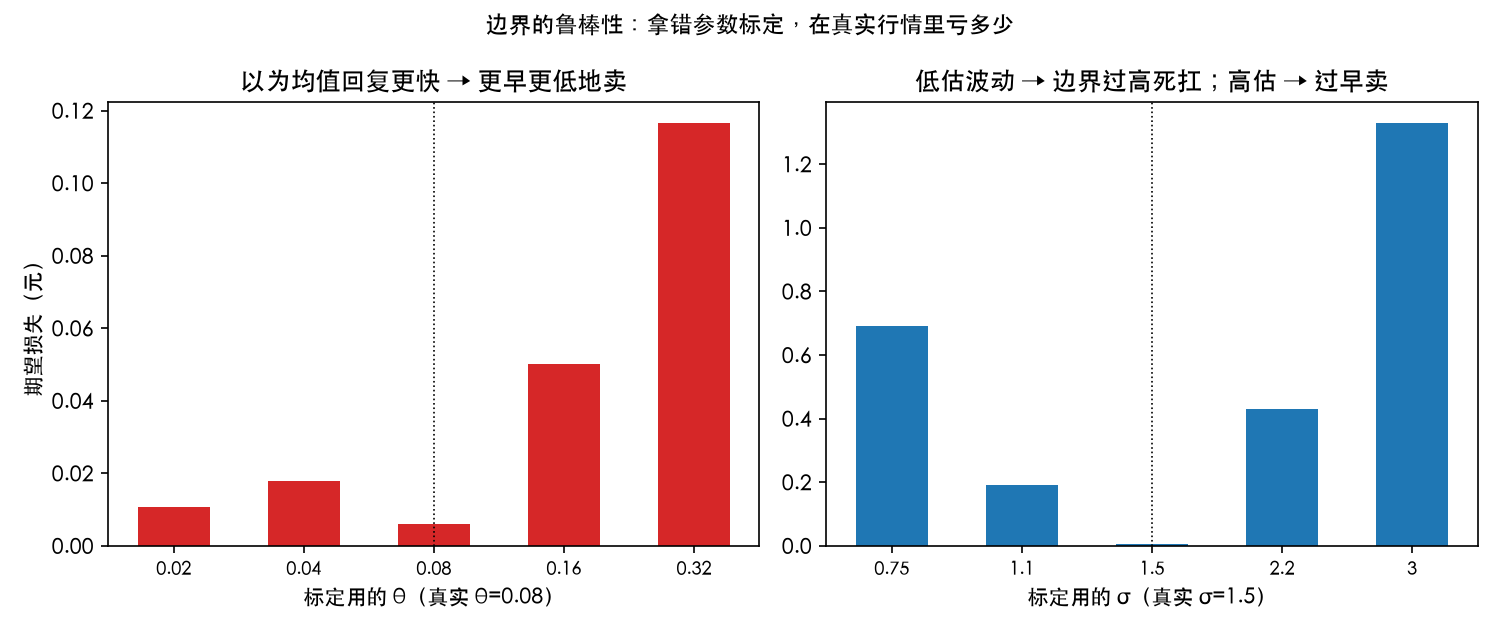 边界的鲁棒性：拿错参数标定，在真实行情里亏多少
以为均值回复更快 → 更早更低地卖
期望损失（元）
0.12
0.10
0.08
0.06
0.04
0.02
0.00
0.02 0.04 0.08 0.16 0.32
标定用的 θ（真实 θ=0.08）
低估波动 → 边界过高死扛；高估 → 过早卖
1.2
1.0
0.8
0.6
0.4
0.2
0.0
0.75 1.1 1.5 2.2 3
标定用的 σ（真实 σ=1.5）